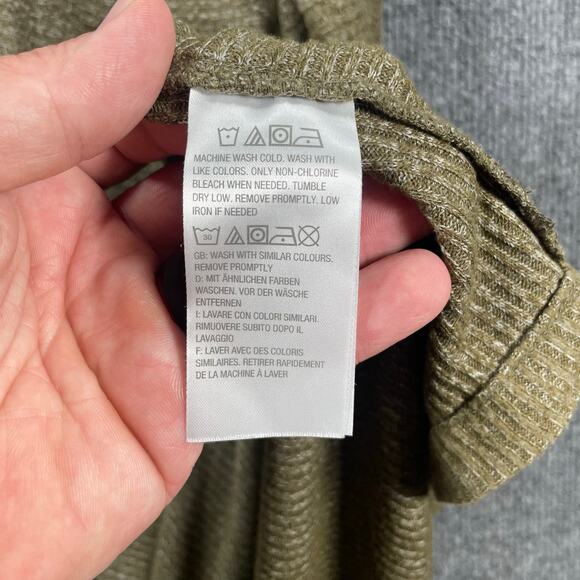 MACHINE WASH COLD. WASH WITH
LIKE COLORS. ONLY NON-CHLORINE
BLEACH WHEN NEEDED. TUMBLE
DRY LOW. REMOVE PROMPTLY. LOW
IRON IF NEEDED
30
GB: WASH WITH SIMILAR COLOURS.
REMOVE PROMPTLY
D: MIT ÄHNLICHEN FARBEN
WASCHEN. VOR DER WÄSCHE
ENTFERNEN
I: LAVARE CON COLORI SIMILARI.
RIMUOVERE SUBITO DOPO IL
LAVAGGIO
F: LAVER AVEC DES COLORIS
SIMILAIRES. RETIRER RAPIDEMENT
DE LA MACHINE À LAVER